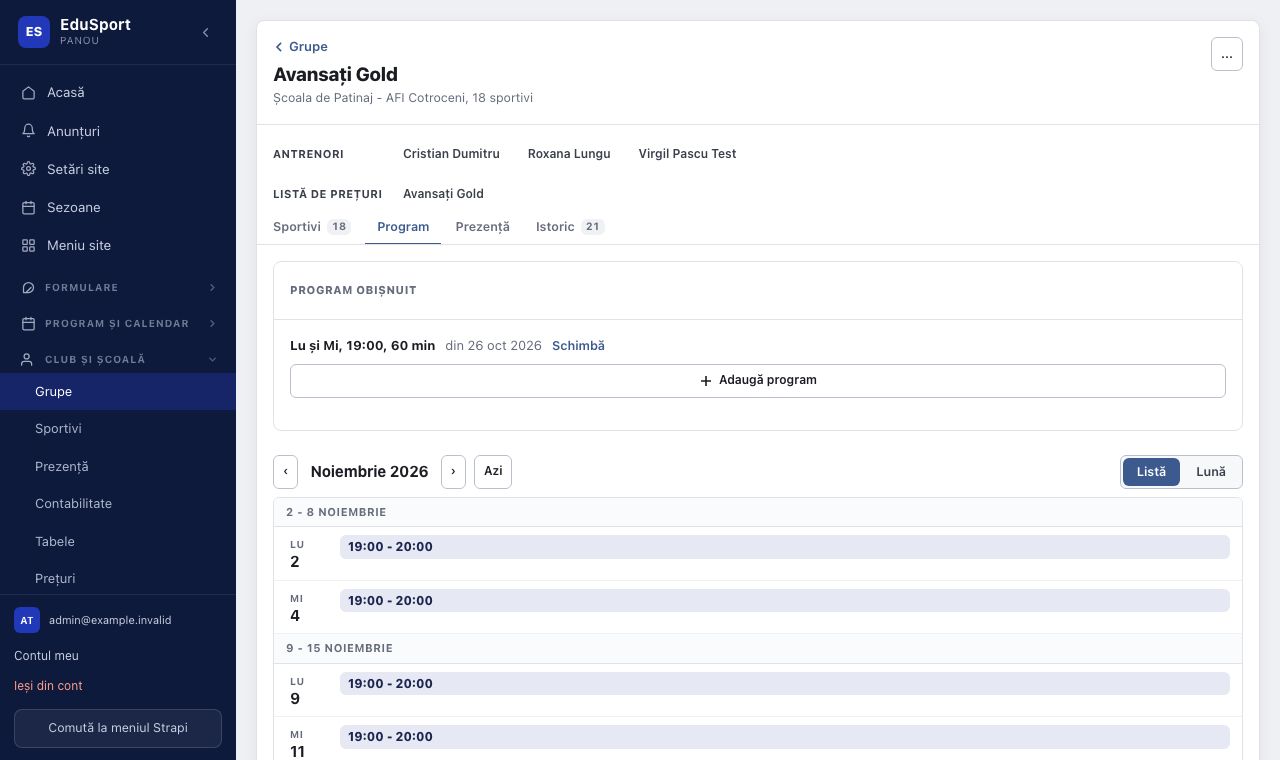 ES
EduSport
PANOU
Acasă
Anunțuri
Setări site
Sezoane
Meniu site
FORMULARE
PROGRAM ȘI CALENDAR
CLUB ȘI ȘCOALĂ
Grupe
Sportivi
Prezență
Contabilitate
Tabele
Prețuri
AT admin@example.invalid
Contul meu
Ieși din cont
Comută la meniul Strapi
Grupe
...
Avansați Gold
Școala de Patinaj - AFI Cotroceni, 18 sportivi
ANTRENORI Cristian Dumitru Roxana Lungu Virgil Pascu Test
LISTĂ DE PREȚURI Avansați Gold
Sportivi 18 Program Prezență Istoric 21
PROGRAM OBIȘNUIT
Lu și Mi, 19:00, 60 min din 26 oct 2026 Schimbă
+ Adaugă program
‹ Noiembrie 2026 › Azi Listă Lună
2 - 8 NOIEMBRIE
LU
2
19:00 - 20:00
MI
4
19:00 - 20:00
9 - 15 NOIEMBRIE
LU
9
19:00 - 20:00
MI
11
19:00 - 20:00